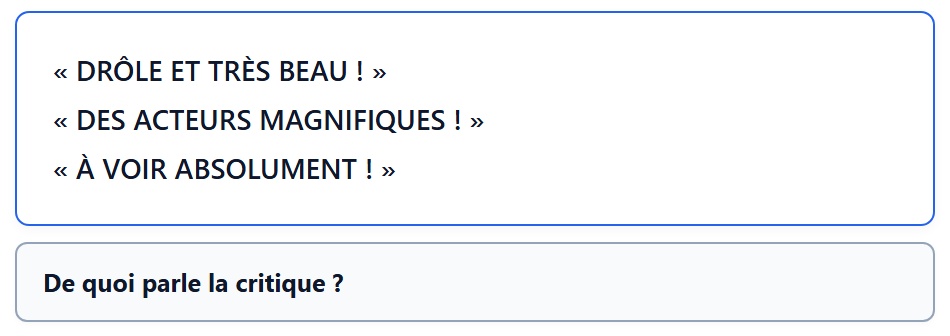 « DRÔLE ET TRÈS BEAU ! »
« DES ACTEURS MAGNIFIQUES ! »
« À VOIR ABSOLUMENT ! »
De quoi parle la critique ?